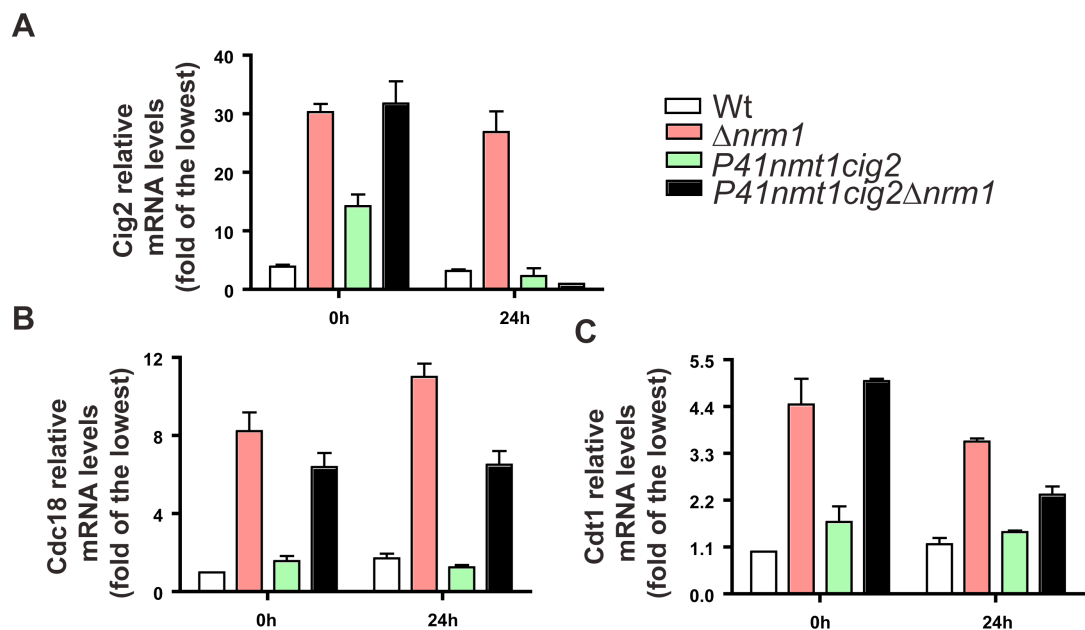 A
Cig2 relative
mRNA levels
(fold of the lowest)
40
30
20
10
0
0h
24h
Wt
Δnrm1
P41nmt1cig2
P41nmt1cig2Δnrm1
B
Cdc18 relative
mRNA levels
(fold of the lowest)
12
8
4
0
0h
24h
C
Cdt1 relative
mRNA levels
(fold of the lowest)
5.5
4.4
3.3
2.2
1.1
0.0
0h
24h